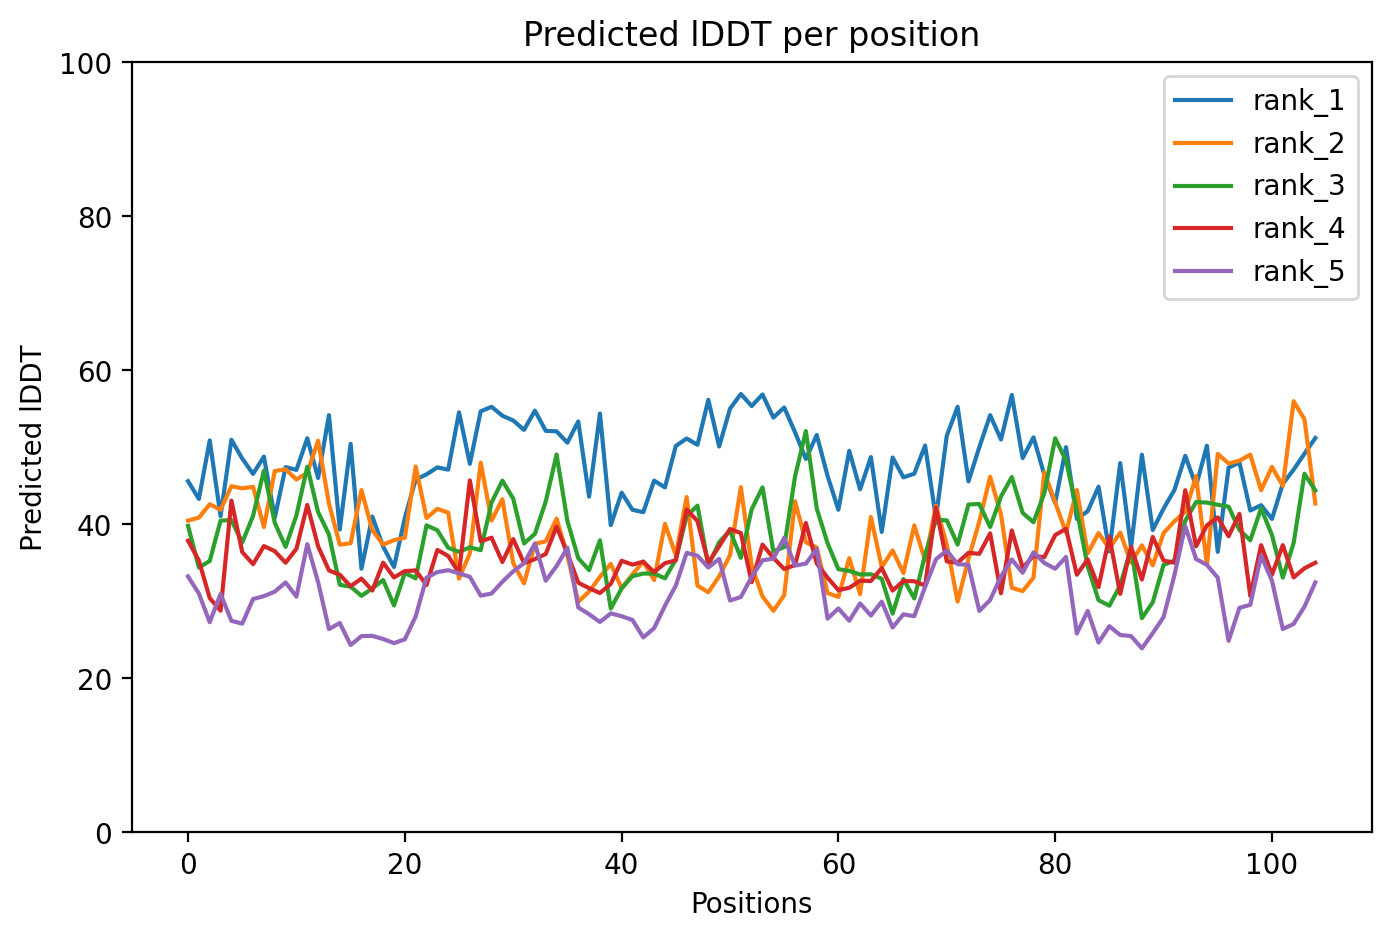 Predicted lDDT per position
100
80
60
40
20
0
Predicted lDDT
0 20 40 60 80 100
Positions
rank_1
rank_2
rank_3
rank_4
rank_5